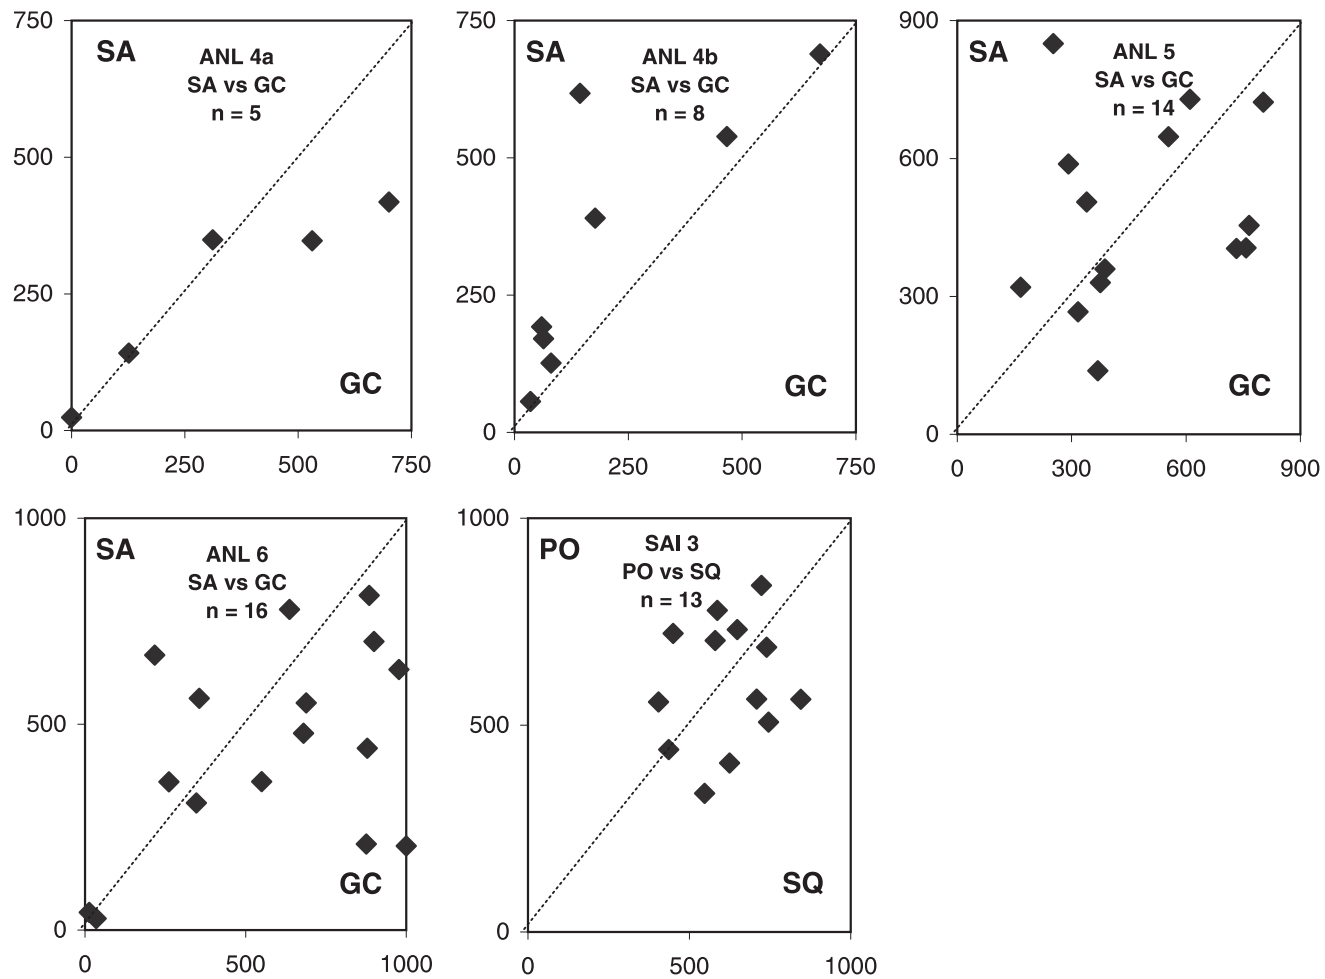 750
500
250
0
0 250 500 750
SA
ANL 4a
SA vs GC
n = 5
GC
750
500
250
0
0 250 500 750
SA
ANL 4b
SA vs GC
n = 8
GC
900
600
300
0
0 300 600 900
SA
ANL 5
SA vs GC
n = 14
GC
1000
500
0
0 500 1000
SA
ANL 6
SA vs GC
n = 16
GC
1000
500
0
0 500 1000
PO
SAI 3
PO vs SQ
n = 13
SQ